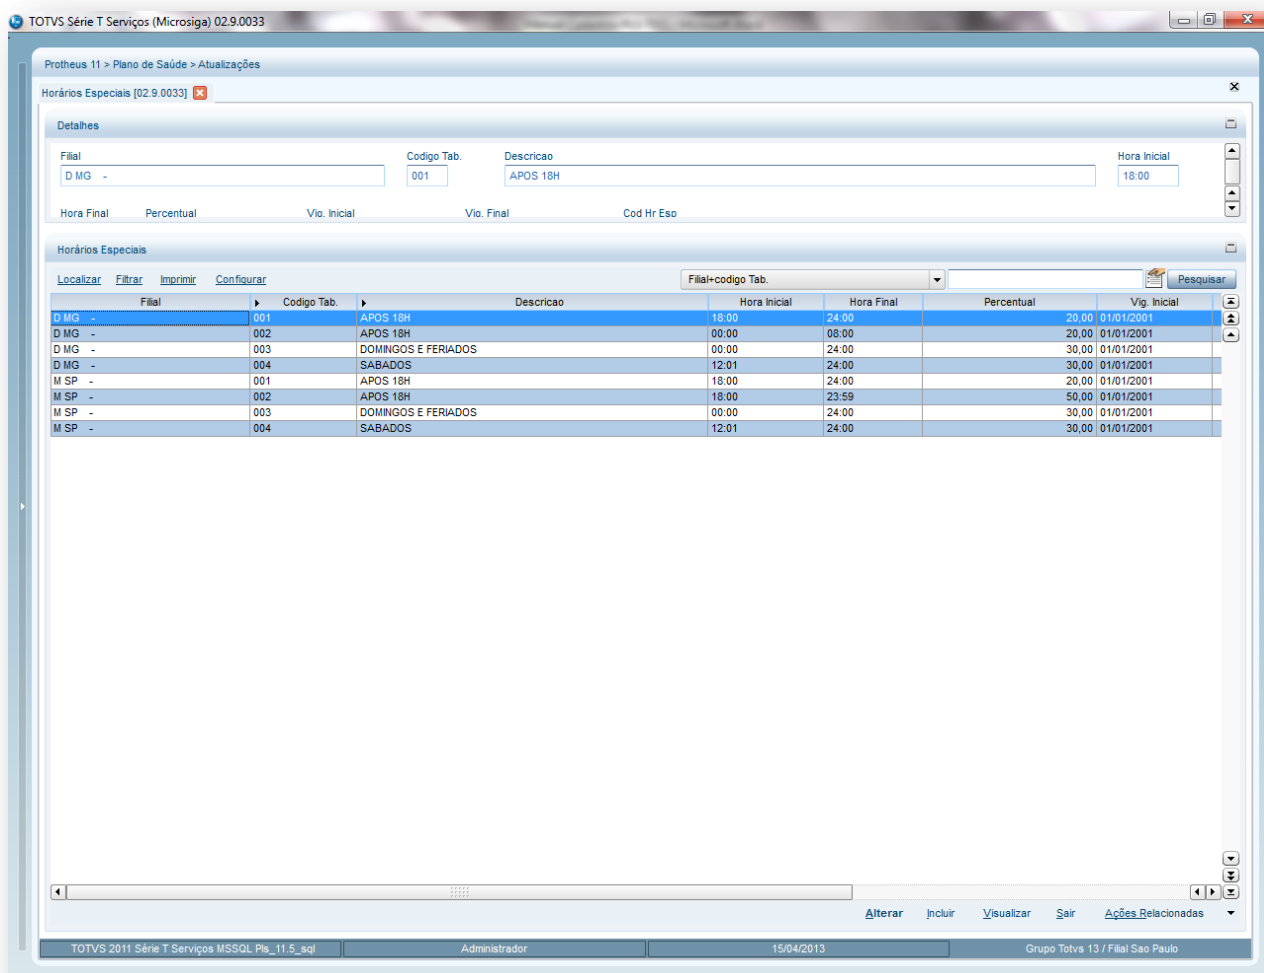 TOTVS Série T Serviços (Microsiga) 02.9.0033
Protheus 11 > Plano de Saúde > Atualizações
Horários Especiais [02.9.0033]
Detalhes
Filial Codigo Tab. Descricao Hora Inicial
D MG - 001 APOS 18H 18:00
Hora Final Percentual Vig. Inicial Vig. Final Cod Hr Esp
Horários Especiais
Localizar Filtrar Imprimir Configurar Filial+codigo Tab. Pesquisar
Filial Codigo Tab. Descricao Hora Inicial Hora Final Percentual Vig. Inicial
D MG - 001 APOS 18H 18:00 24:00 20,00 01/01/2001
D MG - 002 APOS 18H 00:00 08:00 20,00 01/01/2001
D MG - 003 DOMINGOS E FERIADOS 00:00 24:00 30,00 01/01/2001
D MG - 004 SABADOS 12:01 24:00 30,00 01/01/2001
M SP - 001 APOS 18H 18:00 24:00 20,00 01/01/2001
M SP - 002 APOS 18H 18:00 23:59 50,00 01/01/2001
M SP - 003 DOMINGOS E FERIADOS 00:00 24:00 30,00 01/01/2001
M SP - 004 SABADOS 12:01 24:00 30,00 01/01/2001
Alterar Incluir Visualizar Sair Ações Relacionadas
TOTVS 2011 Série T Serviços MSSQL Pls_11.5_sql Administrador 15/04/2013 Grupo Totvs 13 / Filial Sao Paulo